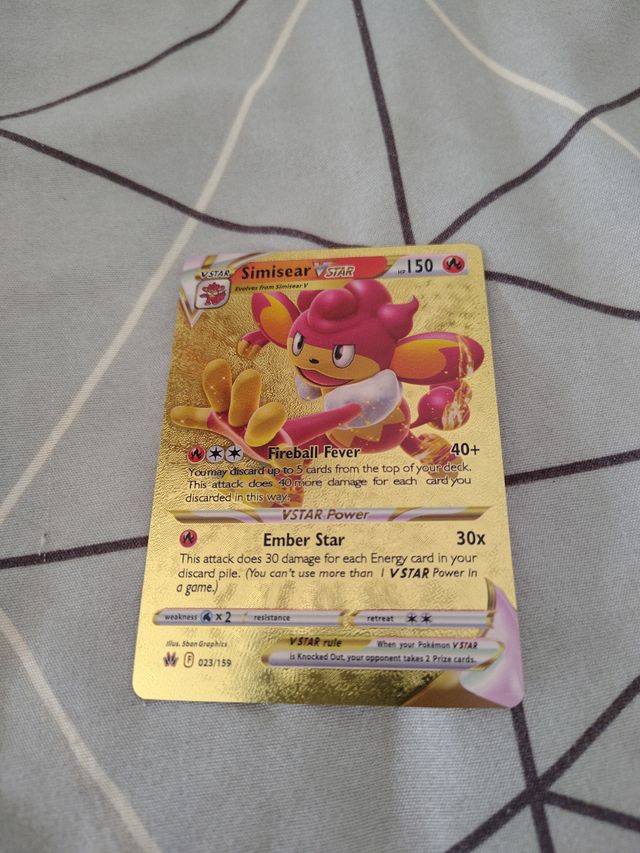 VSTAR Simisear VSTAR HP 150
Evolves from Simisear V
Fireball Fever 40+
You may discard up to 5 cards from the top of your deck.
This attack does 40 more damage for each card you
discarded in this way.
VSTAR Power
Ember Star 30x
This attack does 30 damage for each Energy card in your
discard pile. (You can't use more than 1 VSTAR Power in
a game.)
weakness x2 resistance retreat
Illus. 5ban Graphics
VSTAR rule When your Pokémon VSTAR
is Knocked Out, your opponent takes 2 Prize cards.
F 023/159